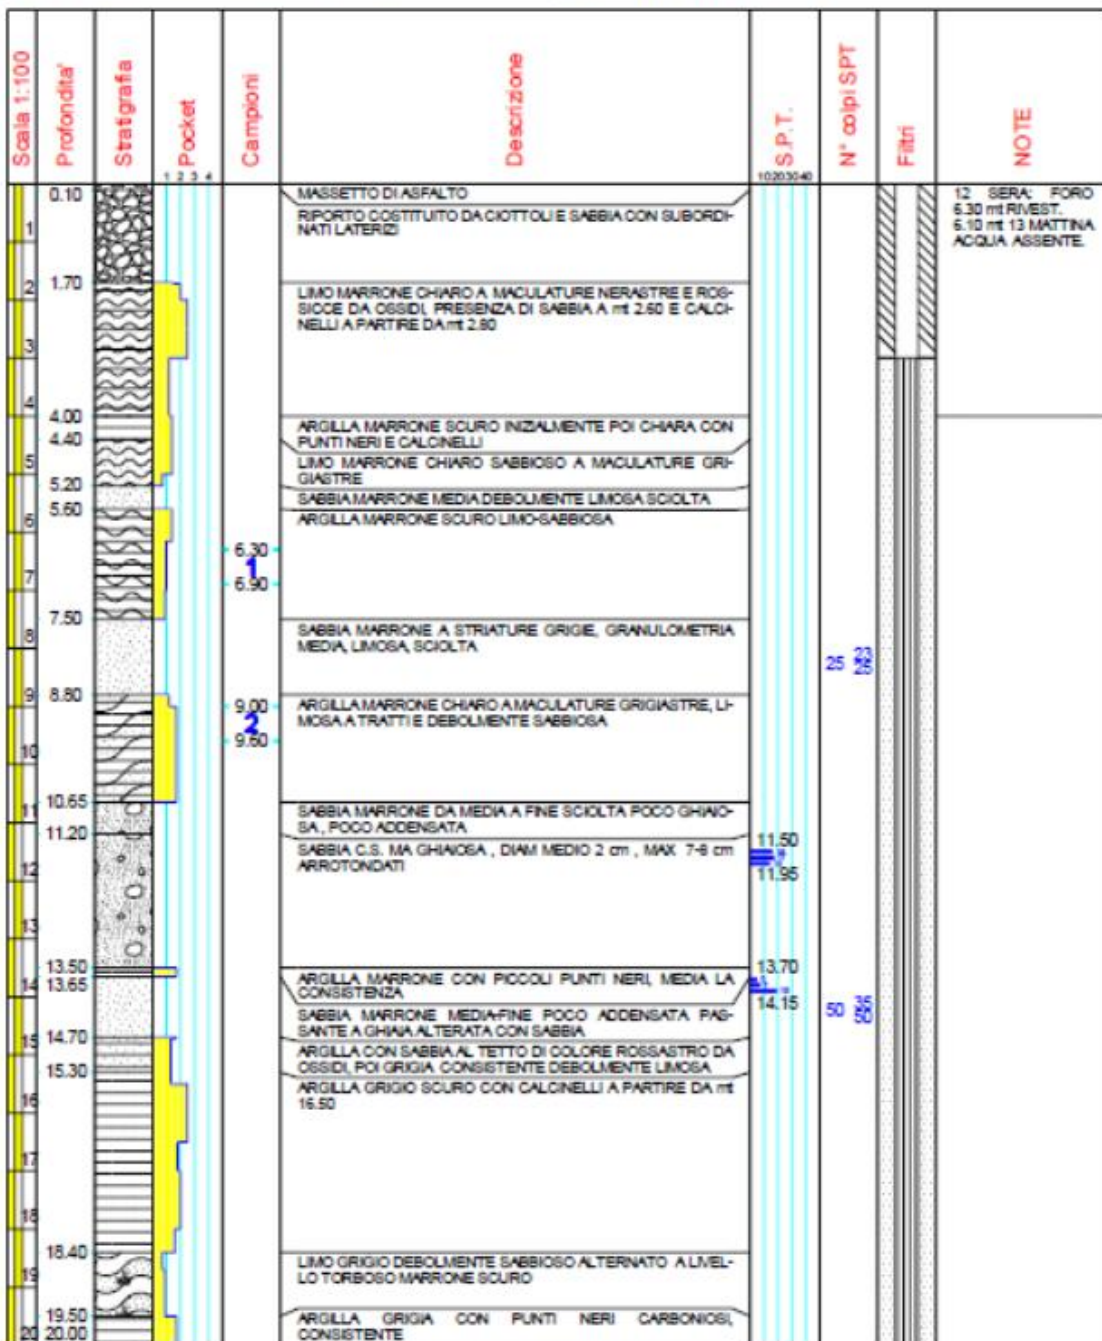 Scala 1:100
Profondita'
Stratigrafia
Pocket
1 2 3 4
Campioni
Descrizione
S.P.T.
10203040
N° colpi SPT
Filtri
NOTE
0.10
MASSETTO DI ASFALTO
RIPORTO COSTITUITO DA CIOTTOLI E SABBIA CON SUBORDI-
NATI LATERIZI
12 SERA: FORO
6.30 mt RIVEST.
6.10 mt 13 MATTINA
ACQUA ASSENTE.
1
1.70
2
LIMO MARRONE CHIARO A MACULATURE NERASTRE E ROS-
SICCE DA OSSIDI, PRESENZA DI SABBIA A mt 2.60 E CALCI-
NELLI A PARTIRE DA mt 2.80
3
4
4.00
4.40
ARGILLA MARRONE SCURO INIZIALMENTE POI CHIARA CON
PUNTI NERI E CALCINELLI
5
LIMO MARRONE CHIARO SABBIOSO A MACULATURE GRI-
GIASTRE
5.20
SABBIA MARRONE MEDIA DEBOLMENTE LIMOSA SCIOLTA
5.60
ARGILLA MARRONE SCURO LIMO-SABBIOSA
6
6.30
1
6.90
7
7.50
8
SABBIA MARRONE A STRIATURE GRIGIE, GRANULOMETRIA
MEDIA, LIMOSA, SCIOLTA
25 23
25
8.80
9
ARGILLA MARRONE CHIARO A MACULATURE GRIGIASTRE, LI-
MOSA A TRATTI E DEBOLMENTE SABBIOSA
9.00
2
9.60
10
10.65
11
SABBIA MARRONE DA MEDIA A FINE SCIOLTA POCO GHIAIO-
SA , POCO ADDENSATA
11.20
SABBIA C.S. MA GHIAIOSA , DIAM MEDIO 2 cm , MAX 7-8 cm
ARROTONDATI
11.50
11.95
12
13
13.50
13.65
14
ARGILLA MARRONE CON PICCOLI PUNTI NERI, MEDIA LA
CONSISTENZA
13.70
14.15
SABBIA MARRONE MEDIA-FINE POCO ADDENSATA PAS-
SANTE A GHIAIA ALTERATA CON SABBIA
50 35
50
14.70
15
ARGILLA CON SABBIA AL TETTO DI COLORE ROSSASTRO DA
OSSIDI, POI GRIGIA CONSISTENTE DEBOLMENTE LIMOSA
15.30
ARGILLA GRIGIO SCURO CON CALCINELLI A PARTIRE DA mt
16.50
16
17
18
18.40
19
LIMO GRIGIO DEBOLMENTE SABBIOSO ALTERNATO A LIVEL-
LO TORBOSO MARRONE SCURO
19.50
20
20.00
ARGILLA GRIGIA CON PUNTI NERI CARBONIOSI,
CONSISTENTE